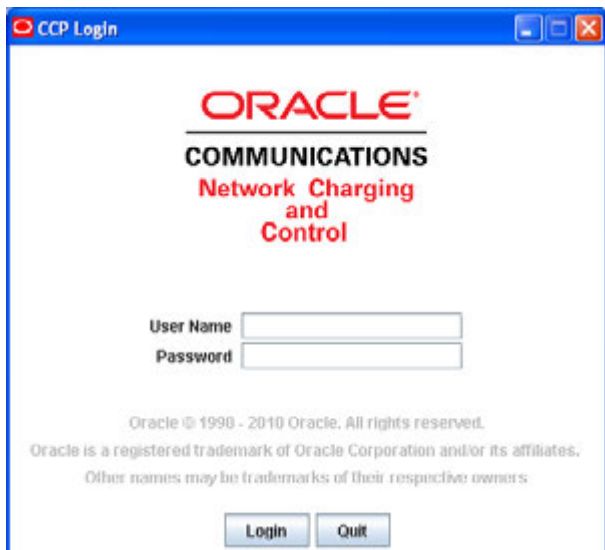 CCP Login
ORACLE®
COMMUNICATIONS
Network Charging
and
Control
User Name
Password
Oracle © 1998 - 2010 Oracle. All rights reserved.
Oracle is a registered trademark of Oracle Corporation and/or its affiliates.
Other names may be trademarks of their respective owners
Login Quit